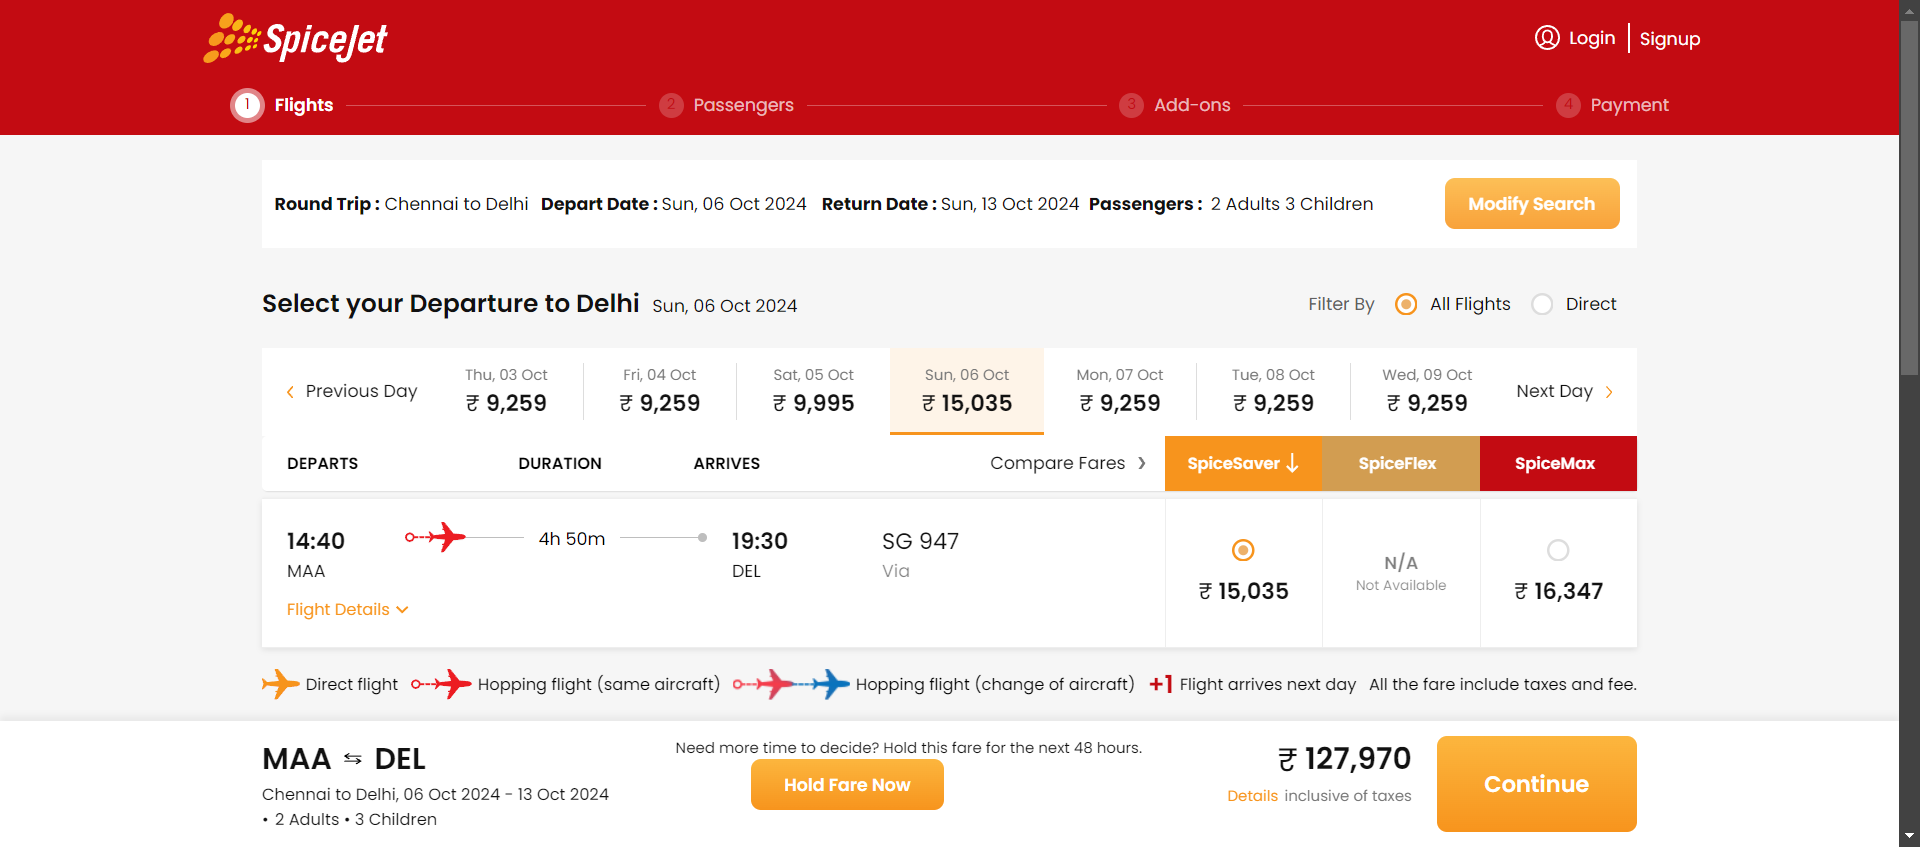 SpiceJet
Login Signup
1 Flights 2 Passengers 3 Add-ons 4 Payment
Round Trip : Chennai to Delhi Depart Date : Sun, 06 Oct 2024 Return Date : Sun, 13 Oct 2024 Passengers : 2 Adults 3 Children Modify Search
Select your Departure to Delhi Sun, 06 Oct 2024 Filter By All Flights Direct
Previous Day Thu, 03 Oct Fri, 04 Oct Sat, 05 Oct Sun, 06 Oct Mon, 07 Oct Tue, 08 Oct Wed, 09 Oct Next Day
₹ 9,259 ₹ 9,259 ₹ 9,995 ₹ 15,035 ₹ 9,259 ₹ 9,259 ₹ 9,259
DEPARTS DURATION ARRIVES Compare Fares SpiceSaver ↓ SpiceFlex SpiceMax
14:40 4h 50m 19:30 SG 947
MAA DEL Via
₹ 15,035 N/A ₹ 16,347
Not Available
Flight Details
Direct flight Hopping flight (same aircraft) Hopping flight (change of aircraft) +1 Flight arrives next day All the fare include taxes and fee.
MAA ⇆ DEL
Chennai to Delhi, 06 Oct 2024 - 13 Oct 2024
• 2 Adults • 3 Children
Need more time to decide? Hold this fare for the next 48 hours.
Hold Fare Now
₹ 127,970
Details inclusive of taxes
Continue